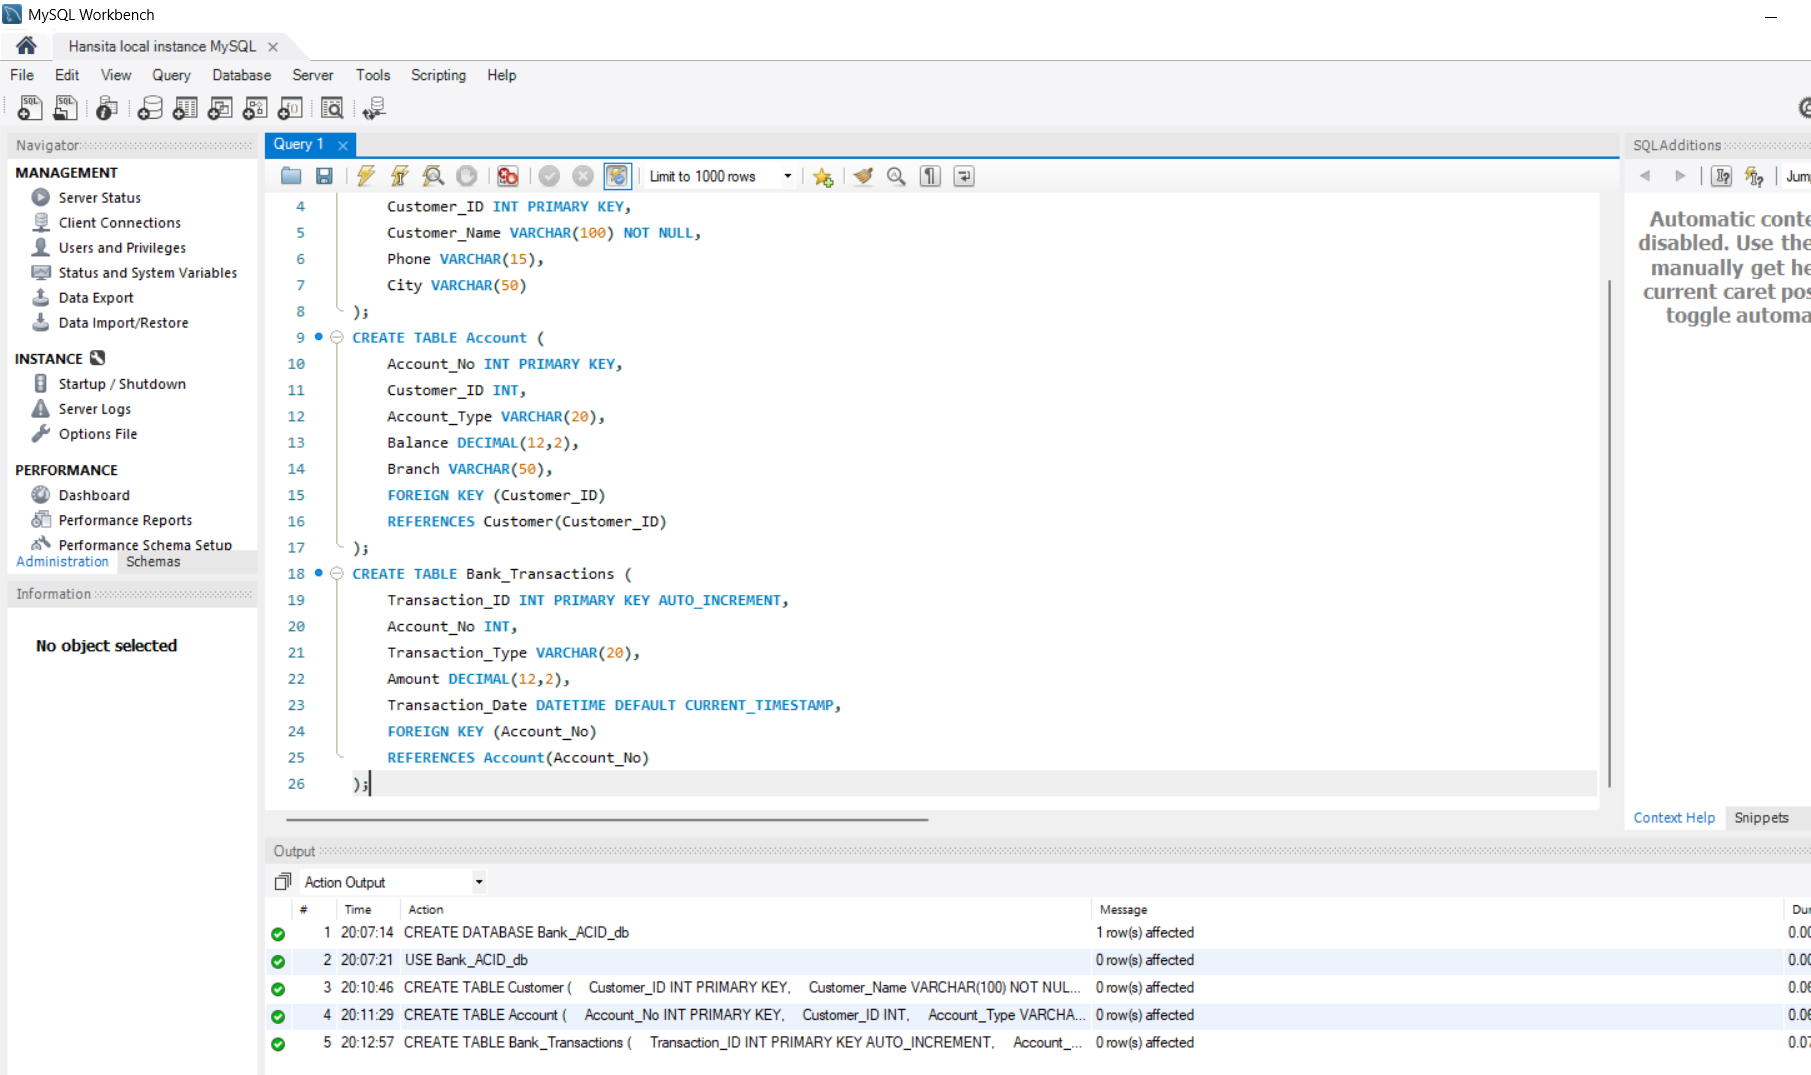 MySQL Workbench
Hansita local instance MySQL
File Edit View Query Database Server Tools Scripting Help
Navigator
MANAGEMENT
Server Status
Client Connections
Users and Privileges
Status and System Variables
Data Export
Data Import/Restore
INSTANCE
Startup / Shutdown
Server Logs
Options File
PERFORMANCE
Dashboard
Performance Reports
Performance Schema Setup
Administration Schemas
Information
No object selected
Query 1
Limit to 1000 rows
4 Customer_ID INT PRIMARY KEY,
5 Customer_Name VARCHAR(100) NOT NULL,
6 Phone VARCHAR(15),
7 City VARCHAR(50)
8 );
9 CREATE TABLE Account (
10 Account_No INT PRIMARY KEY,
11 Customer_ID INT,
12 Account_Type VARCHAR(20),
13 Balance DECIMAL(12,2),
14 Branch VARCHAR(50),
15 FOREIGN KEY (Customer_ID)
16 REFERENCES Customer(Customer_ID)
17 );
18 CREATE TABLE Bank_Transactions (
19 Transaction_ID INT PRIMARY KEY AUTO_INCREMENT,
20 Account_No INT,
21 Transaction_Type VARCHAR(20),
22 Amount DECIMAL(12,2),
23 Transaction_Date DATETIME DEFAULT CURRENT_TIMESTAMP,
24 FOREIGN KEY (Account_No)
25 REFERENCES Account(Account_No)
26 );
SQLAdditions
Jum
Automatic conte
disabled. Use the
manually get he
current caret pos
toggle automa
Context Help Snippets
Output
Action Output
# Time Action Message Du
1 20:07:14 CREATE DATABASE Bank_ACID_db 1 row(s) affected 0.00
2 20:07:21 USE Bank_ACID_db 0 row(s) affected 0.00
3 20:10:46 CREATE TABLE Customer ( Customer_ID INT PRIMARY KEY, Customer_Name VARCHAR(100) NOT NUL... 0 row(s) affected 0.06
4 20:11:29 CREATE TABLE Account ( Account_No INT PRIMARY KEY, Customer_ID INT, Account_Type VARCHA... 0 row(s) affected 0.06
5 20:12:57 CREATE TABLE Bank_Transactions ( Transaction_ID INT PRIMARY KEY AUTO_INCREMENT, Account_... 0 row(s) affected 0.07